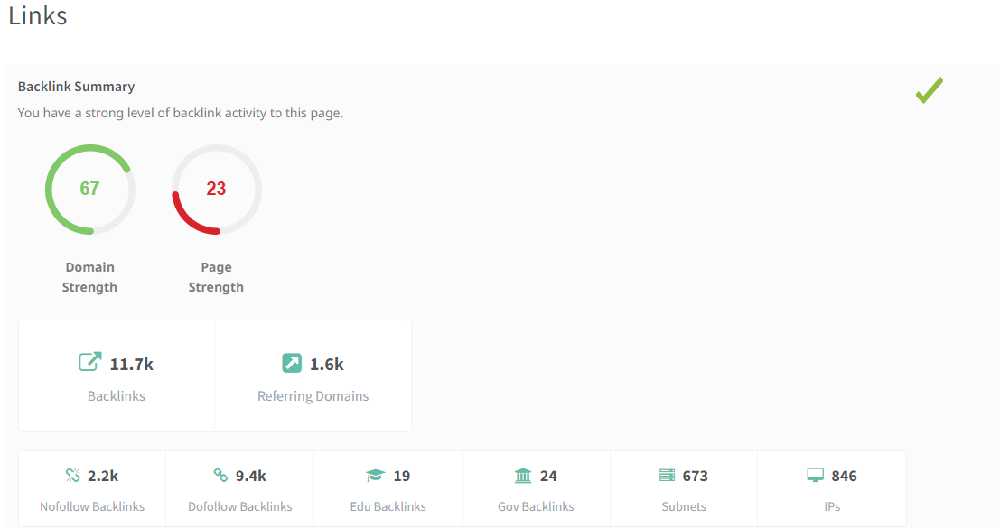 Links
Backlink Summary
You have a strong level of backlink activity to this page.
67
23
Domain
Strength
Page
Strength
11.7k
Backlinks
1.6k
Referring Domains
2.2k
Nofollow Backlinks
9.4k
Dofollow Backlinks
19
Edu Backlinks
24
Gov Backlinks
673
Subnets
846
IPs